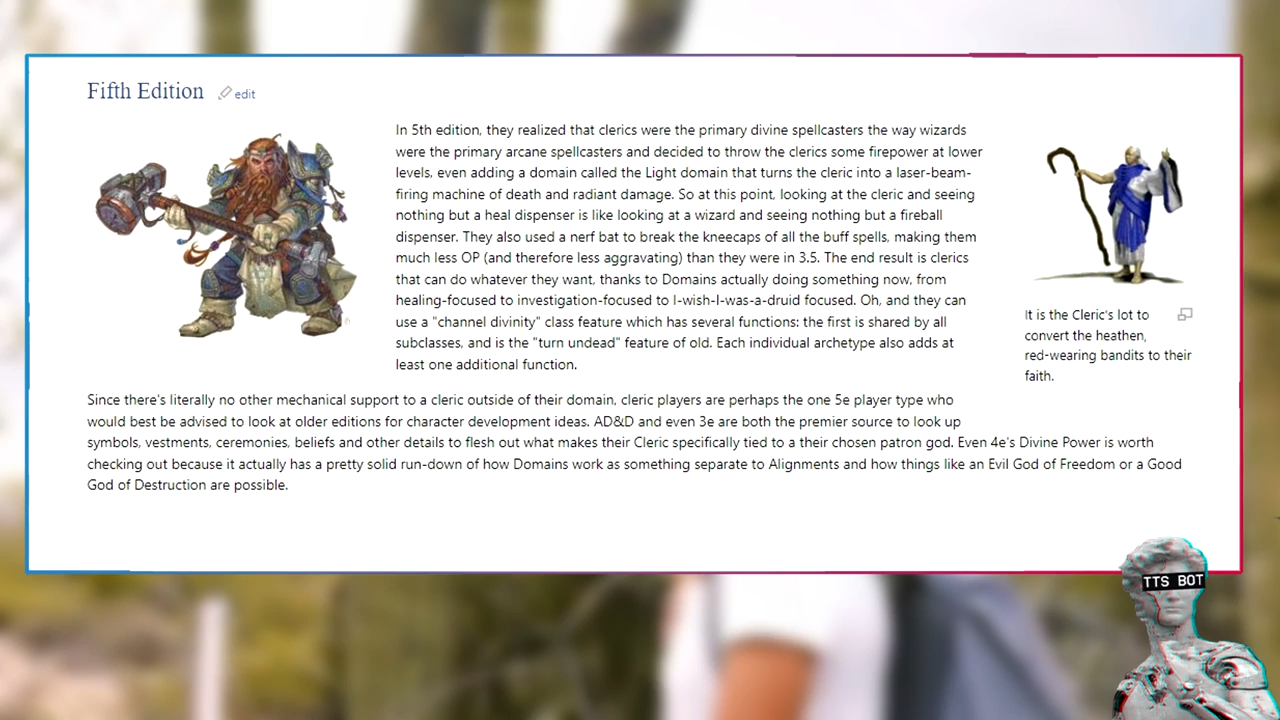 Fifth Edition edit
In 5th edition, they realized that clerics were the primary divine spellcasters the way wizards
were the primary arcane spellcasters and decided to throw the clerics some firepower at lower
levels, even adding a domain called the Light domain that turns the cleric into a laser-beam-
firing machine of death and radiant damage. So at this point, looking at the cleric and seeing
nothing but a heal dispenser is like looking at a wizard and seeing nothing but a fireball
dispenser. They also used a nerf bat to break the kneecaps of all the buff spells, making them
much less OP (and therefore less aggravating) than they were in 3.5. The end result is clerics
that can do whatever they want, thanks to Domains actually doing something now, from
healing-focused to investigation-focused to I-wish-I-was-a-druid focused. Oh, and they can
use a "channel divinity" class feature which has several functions: the first is shared by all
subclasses, and is the "turn undead" feature of old. Each individual archetype also adds at
least one additional function.
It is the Cleric's lot to
convert the heathen,
red-wearing bandits to their
faith.
Since there's literally no other mechanical support to a cleric outside of their domain, cleric players are perhaps the one 5e player type who
would best be advised to look at older editions for character development ideas. AD&D and even 3e are both the premier source to look up
symbols, vestments, ceremonies, beliefs and other details to flesh out what makes their Cleric specifically tied to a their chosen patron god. Even 4e's Divine Power is worth
checking out because it actually has a pretty solid run-down of how Domains work as something separate to Alignments and how things like an Evil God of Freedom or a Good
God of Destruction are possible.
TTS BOT